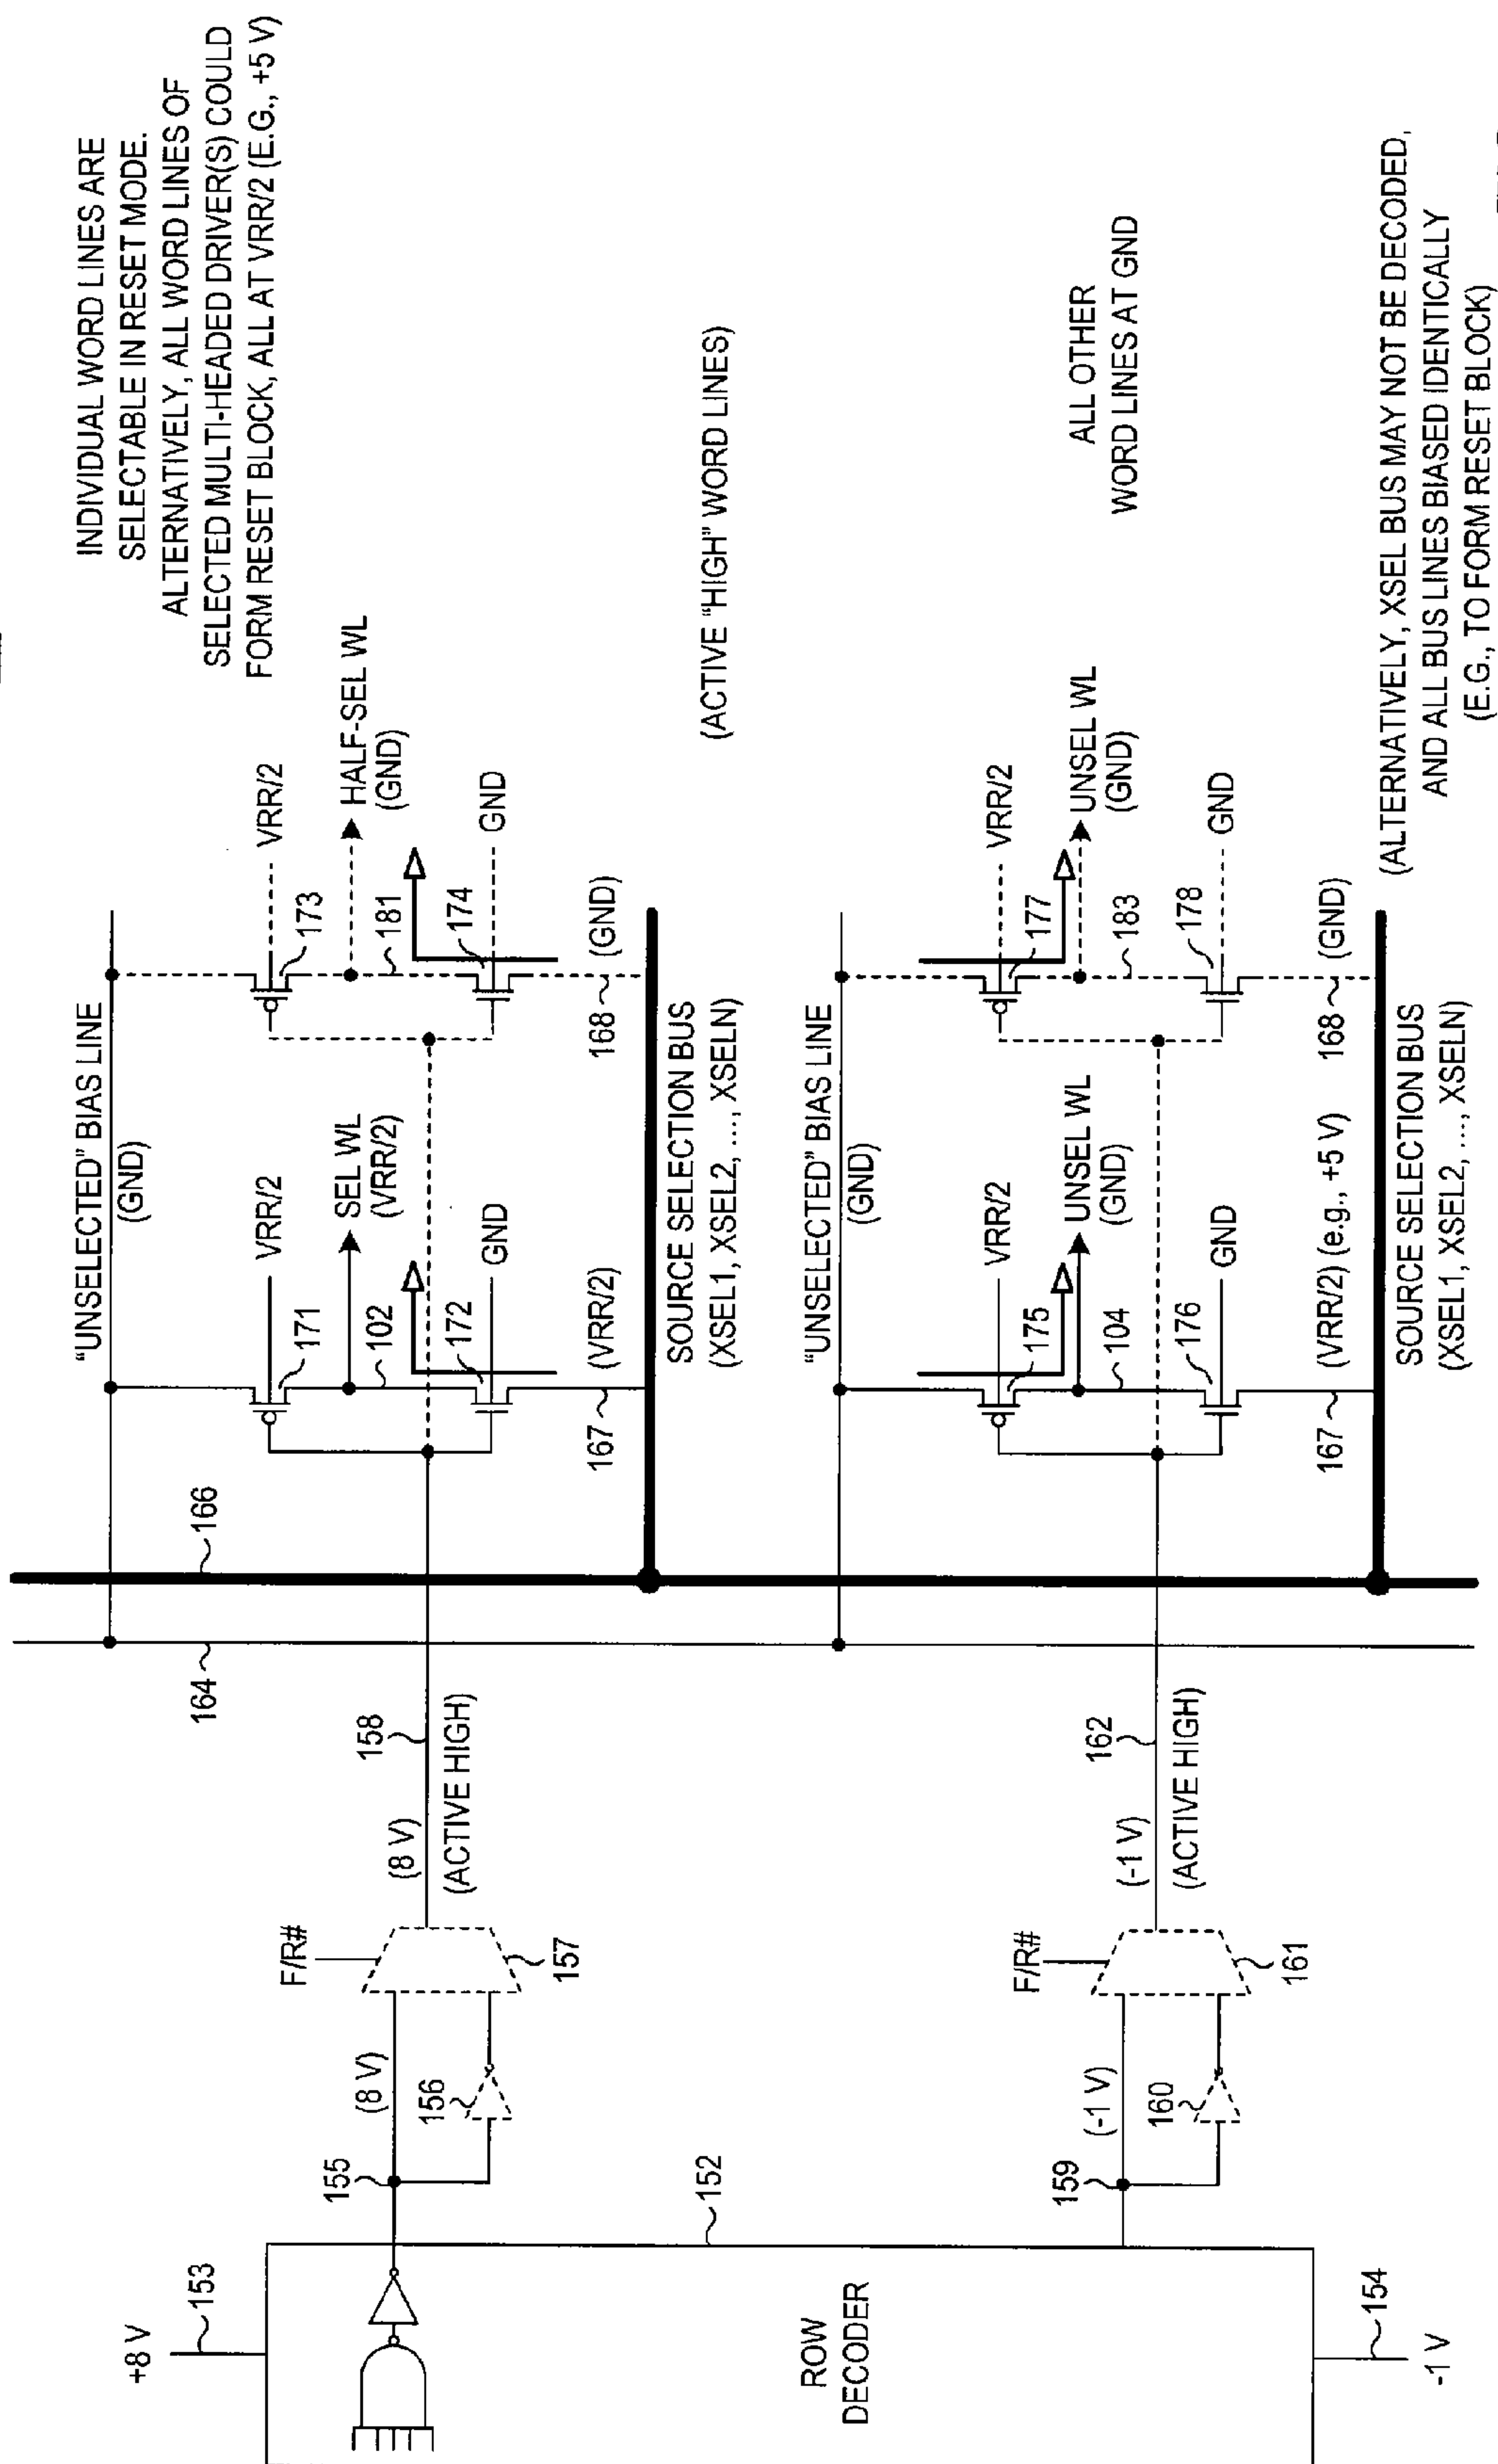 INDIVIDUAL WORD LINES ARE
SELECTABLE IN RESET MODE.
ALTERNATIVELY, ALL WORD LINES OF
SELECTED MULTI-HEADED DRIVER(S) COULD
FORM RESET BLOCK, ALL AT VRR/2 (E.G., +5 V)
+8 V
153
ROW
DECODER
152
154
-1 V
155
(8 V)
156
F/R#
157
(8 V)
158
(ACTIVE HIGH)
164
166
"UNSELECTED" BIAS LINE
(GND)
VRR/2
171
SEL WL
(VRR/2)
102
172
GND
167
(VRR/2)
SOURCE SELECTION BUS
(XSEL1, XSEL2, ..., XSELN)
VRR/2
173
HALF-SEL WL
(GND)
181
174
GND
168
(GND)
(ACTIVE "HIGH" WORD LINES)
159
(-1 V)
160
F/R#
161
(-1 V)
162
(ACTIVE HIGH)
"UNSELECTED" BIAS LINE
(GND)
VRR/2
175
UNSEL WL
(GND)
104
176
GND
167
(VRR/2) (e.g., +5 V)
SOURCE SELECTION BUS
(XSEL1, XSEL2, ..., XSELN)
VRR/2
177
UNSEL WL
(GND)
183
178
GND
168
(GND)
ALL OTHER
WORD LINES AT GND
(ALTERNATIVELY, XSEL BUS MAY NOT BE DECODED,
AND ALL BUS LINES BIASED IDENTICALLY
(E.G., TO FORM RESET BLOCK)